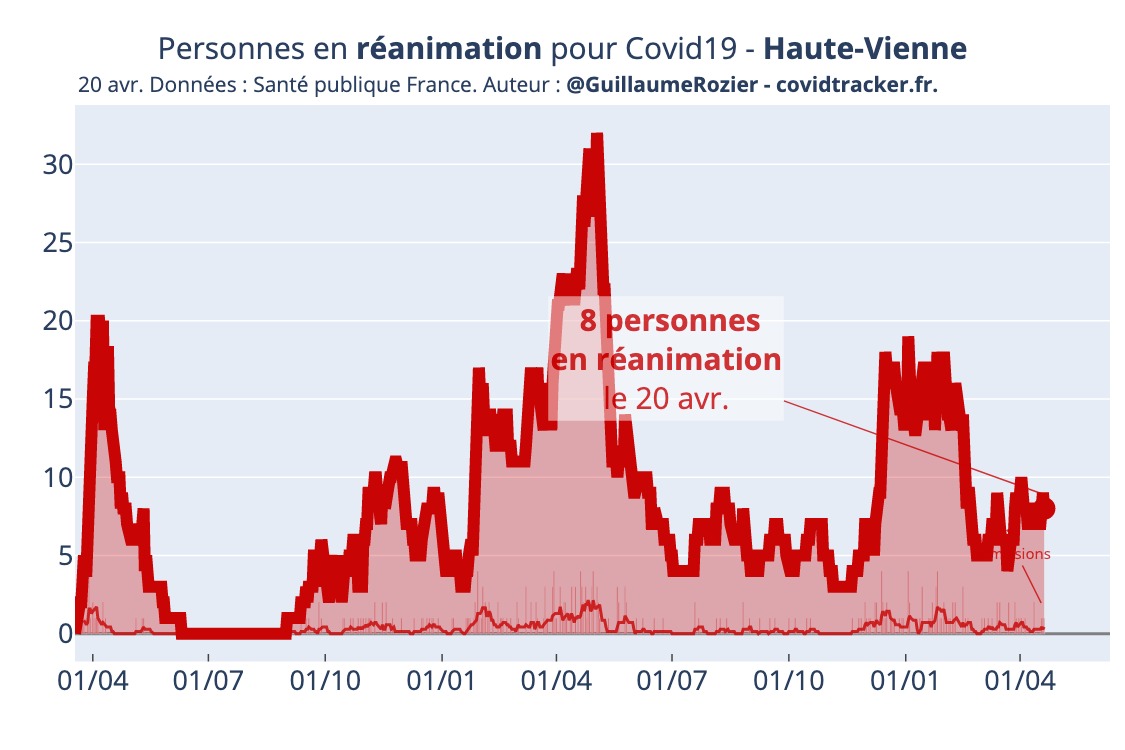 Personnes en réanimation pour Covid19 - Haute-Vienne
20 avr. Données : Santé publique France. Auteur : @GuillaumeRozier - covidtracker.fr.
30
25
20
15
10
5
0
8 personnes
en réanimation
le 20 avr.
01/04 01/07 01/10 01/01 01/04 01/07 01/10 01/01 01/04